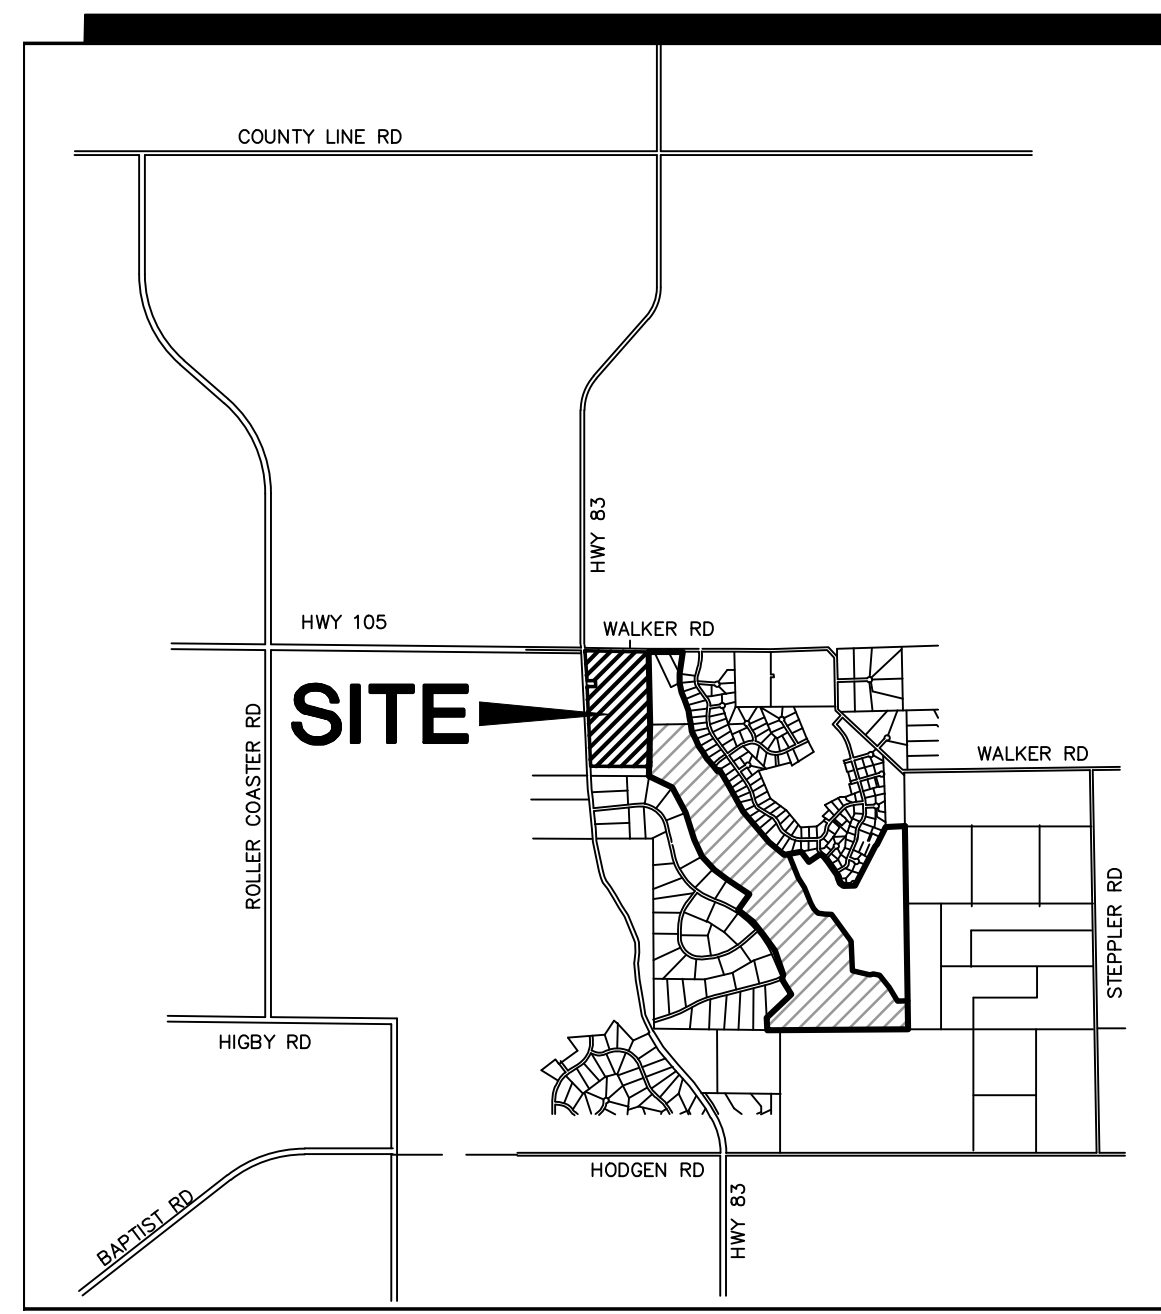 COUNTY LINE RD
HWY 83
HWY 105
WALKER RD
SITE
ROLLER COASTER RD
WALKER RD
STEPPLER RD
HIGBY RD
HODGEN RD
BAPTIST RD
HWY 83